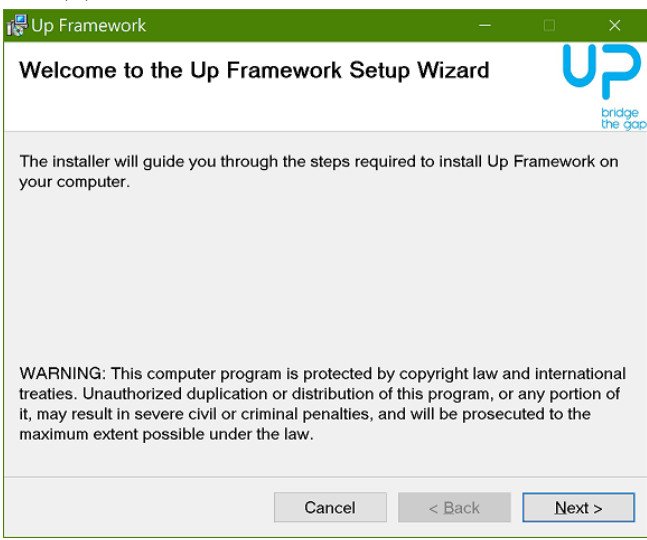 Up Framework
Welcome to the Up Framework Setup Wizard
UP
bridge
the gap
The installer will guide you through the steps required to install Up Framework on
your computer.
WARNING: This computer program is protected by copyright law and international
treaties. Unauthorized duplication or distribution of this program, or any portion of
it, may result in severe civil or criminal penalties, and will be prosecuted to the
maximum extent possible under the law.
Cancel
< Back
Next >